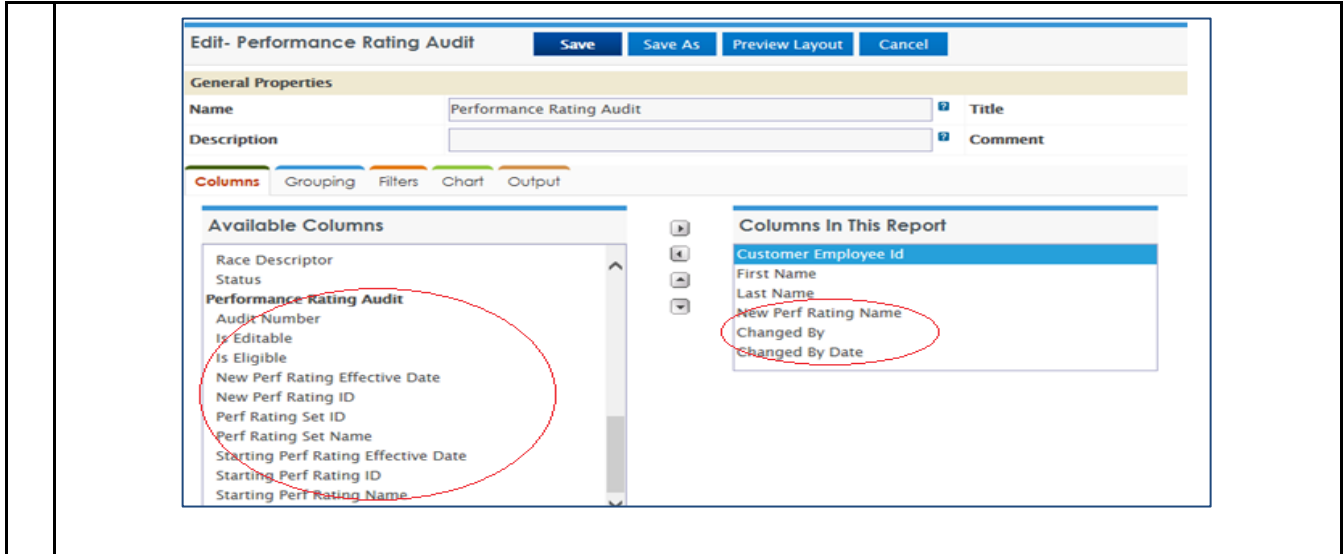 Edit- Performance Rating Audit Save Save As Preview Layout Cancel
General Properties
Name Performance Rating Audit ? Title
Description ? Comment
Columns Grouping Filters Chart Output
Available Columns
Race Descriptor
Status
Performance Rating Audit
Audit Number
Is Editable
Is Eligible
New Perf Rating Effective Date
New Perf Rating ID
Perf Rating Set ID
Perf Rating Set Name
Starting Perf Rating Effective Date
Starting Perf Rating ID
Starting Perf Rating Name
Columns In This Report
Customer Employee Id
First Name
Last Name
New Perf Rating Name
Changed By
Changed By Date